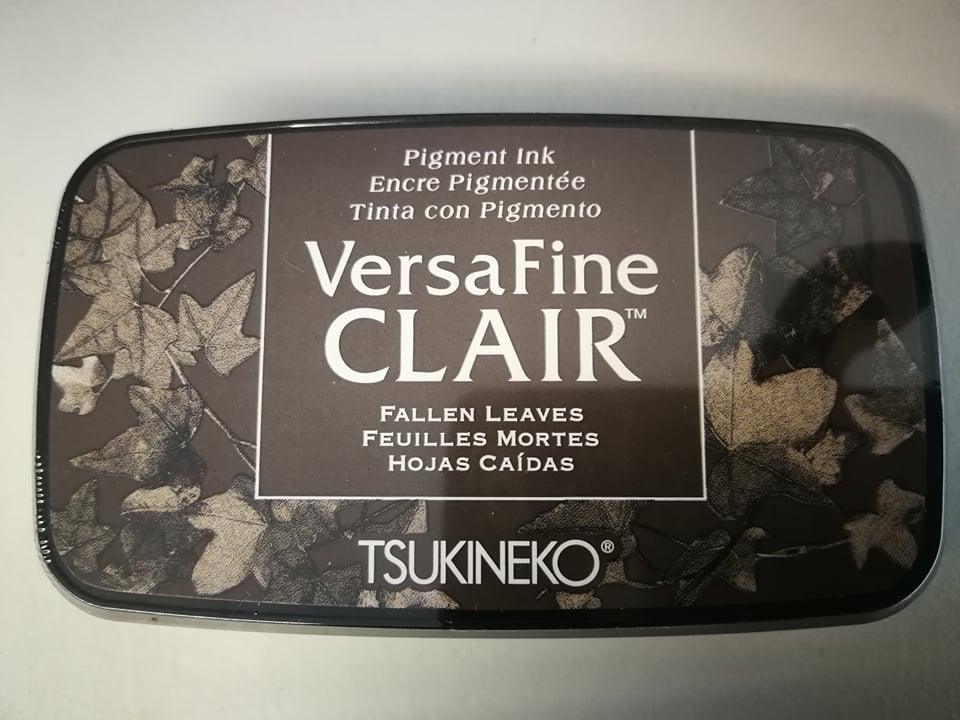 Pigment Ink
Encre Pigmentée
Tinta con Pigmento
VersaFine
CLAIR™
FALLEN LEAVES
FEUILLES MORTES
HOJAS CAÍDAS
TSUKINEKO®